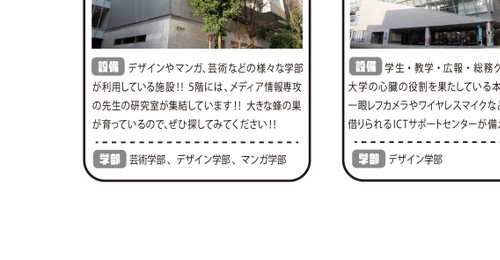 設備 デザインやマンガ、芸術などの様々な学部
が利用している施設!! 5階には、メディア情報専攻
の先生の研究室が集結しています!! 大きな蜂の巣
が育っているので、ぜひ探してみてください!!
学部 芸術学部、デザイン学部、マンガ学部
設備 学生・教学・広報・総務
大学の心臓の役割を果たしている本
一眼レフカメラやワイヤレスマイクな
借りられるICTサポートセンターが備
学部 デザイン学部